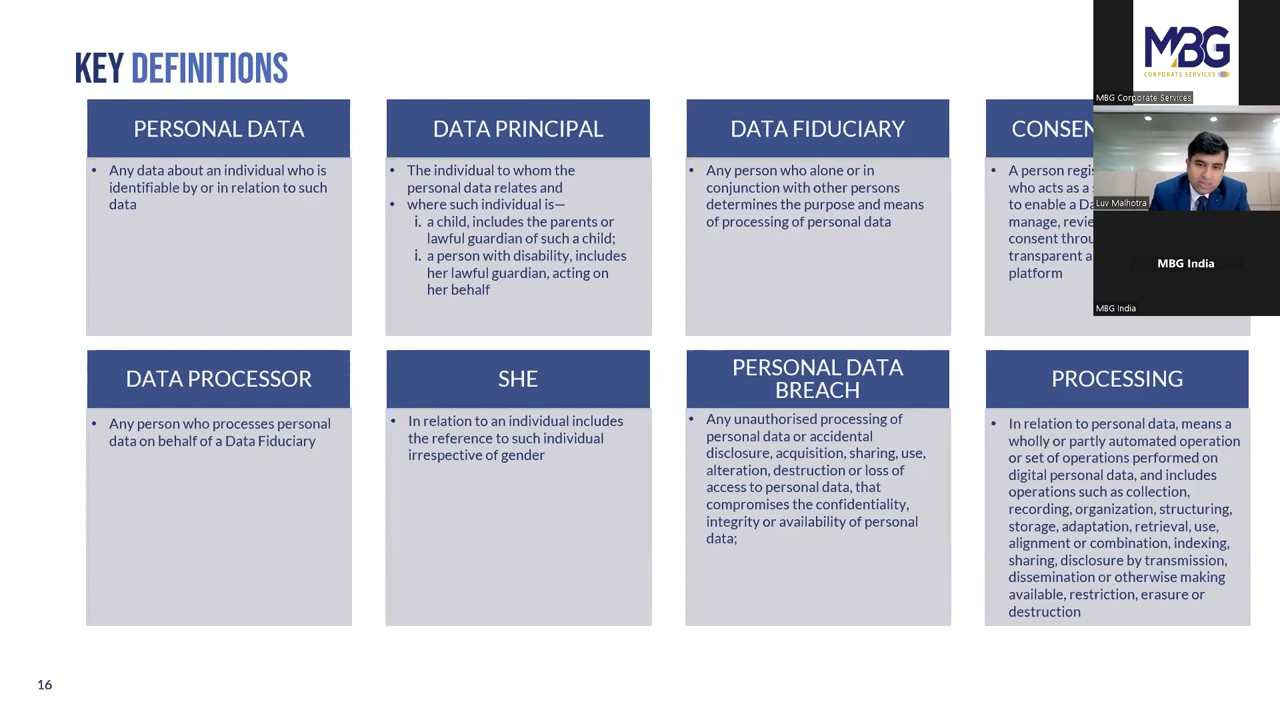 KEY DEFINITIONS
PERSONAL DATA
• Any data about an individual who is
identifiable by or in relation to such
data
DATA PRINCIPAL
• The individual to whom the
personal data relates and
• where such individual is—
i. a child, includes the parents or
lawful guardian of such a child;
i. a person with disability, includes
her lawful guardian, acting on
her behalf
DATA FIDUCIARY
• Any person who alone or in
conjunction with other persons
determines the purpose and means
of processing of personal data
• A person
who acts as a
to enable a
manage,
consent
transparent
platform
DATA PROCESSOR
• Any person who processes personal
data on behalf of a Data Fiduciary
SHE
• In relation to an individual includes
the reference to such individual
irrespective of gender
PERSONAL DATA
BREACH
• Any unauthorised processing of
personal data or accidental
disclosure, acquisition, sharing, use,
alteration, destruction or loss of
access to personal data, that
compromises the confidentiality,
integrity or availability of personal
data;
PROCESSING
• In relation to personal data, means a
wholly or partly automated operation
or set of operations performed on
digital personal data, and includes
operations such as collection,
recording, organization, structuring,
storage, adaptation, retrieval, use,
alignment or combination, indexing,
sharing, disclosure by transmission,
dissemination or otherwise making
available, restriction, erasure or
destruction
16
MBG
CORPORATE SERVICES
MBG Corporate Services
Luv Malhotra
MBG India
MBG India